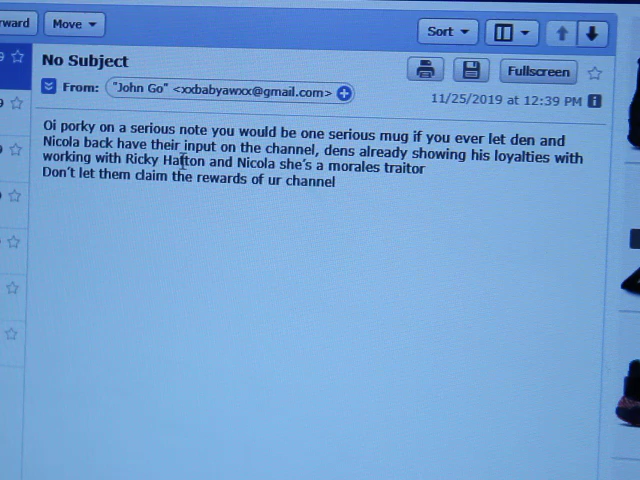 ward
Move
Sort
No Subject
Fullscreen
From: "John Go" <xxbabyawxx@gmail.com>
11/25/2019 at 12:39 PM
Oi porky on a serious note you would be one serious mug if you ever let den and
Nicola back have their input on the channel, dens already showing his loyalties with
working with Ricky Hatton and Nicola she's a morales traitor
Don't let them claim the rewards of ur channel